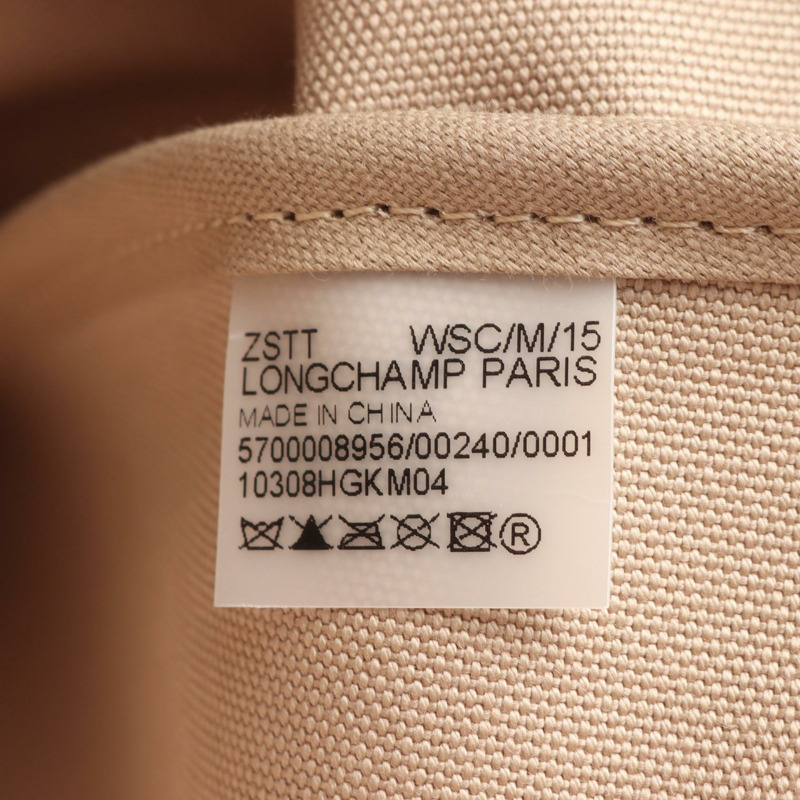 ZSTT WSC/M/15
LONGCHAMP PARIS
MADE IN CHINA
5700008956/00240/0001
10308HGKM04
®